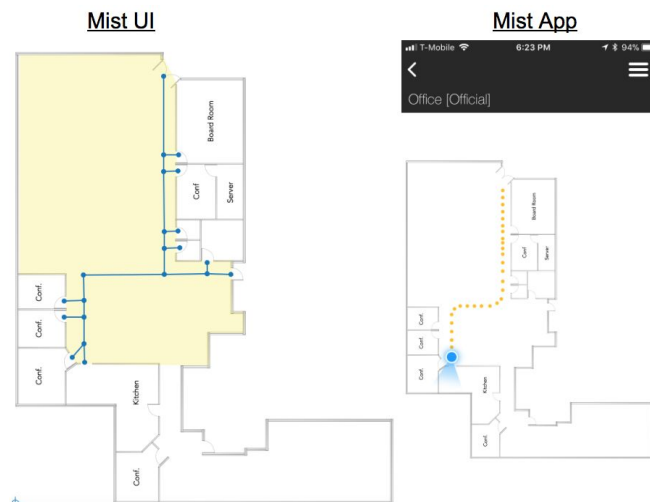 Mist UI
Mist App
T-Mobile 6:23 PM 94%
Office [Official]
Board Room
Conf.
Server
Conf.
Conf.
Conf.
Kitchen
Conf.
Board Room
Conf
Server
Conf.
Conf.
Conf.
Kitchen
Conf.